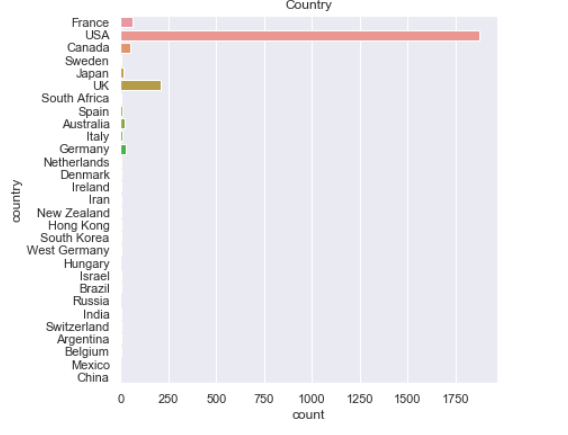 Country
France
USA
Canada
Sweden
Japan
UK
South Africa
Spain
Australia
Italy
Germany
Netherlands
Denmark
Ireland
Iran
New Zealand
Hong Kong
South Korea
West Germany
Hungary
Israel
Brazil
Russia
India
Switzerland
Argentina
Belgium
Mexico
China
country
0 250 500 750 1000 1250 1500 1750
count